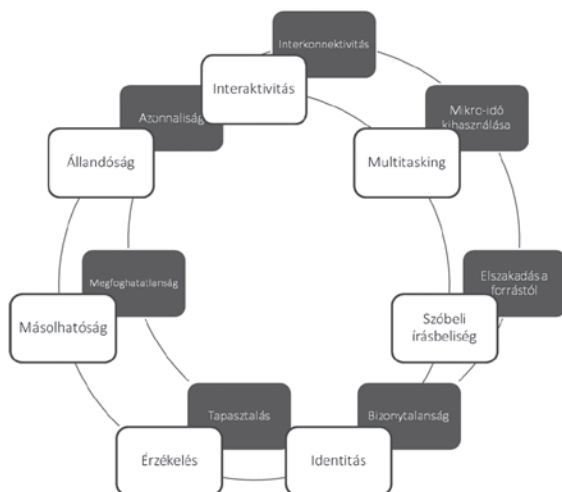 Interkonnektivitás
Interaktivitás
Azonnaliság
Mikro-idő
kihasználása
Állandóság
Multitasking
Megfoghatatlanság
Elszakadás a
forrástól
Másolhatóság
Szóbeli
írásbeliség
Tapasztalás
Bizonytalanság
Érzékelés
Identitás